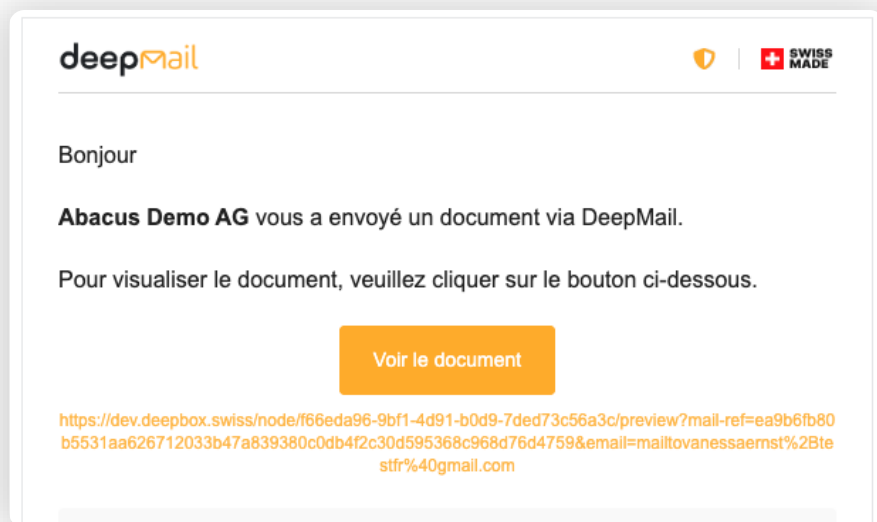 deepmail
SWISS
MADE
Bonjour
Abacus Demo AG vous a envoyé un document via DeepMail.
Pour visualiser le document, veuillez cliquer sur le bouton ci-dessous.
Voir le document
https://dev.deepbox.swiss/node/f66eda96-9bf1-4d91-b0d9-7ded73c56a3c/preview?mail-ref=ea9b6fb80
b5531aa626712033b47a839380c0db4f2c30d595368c968d76d4759&email=mailtovanessaernst%2Bte
stfr%40gmail.com